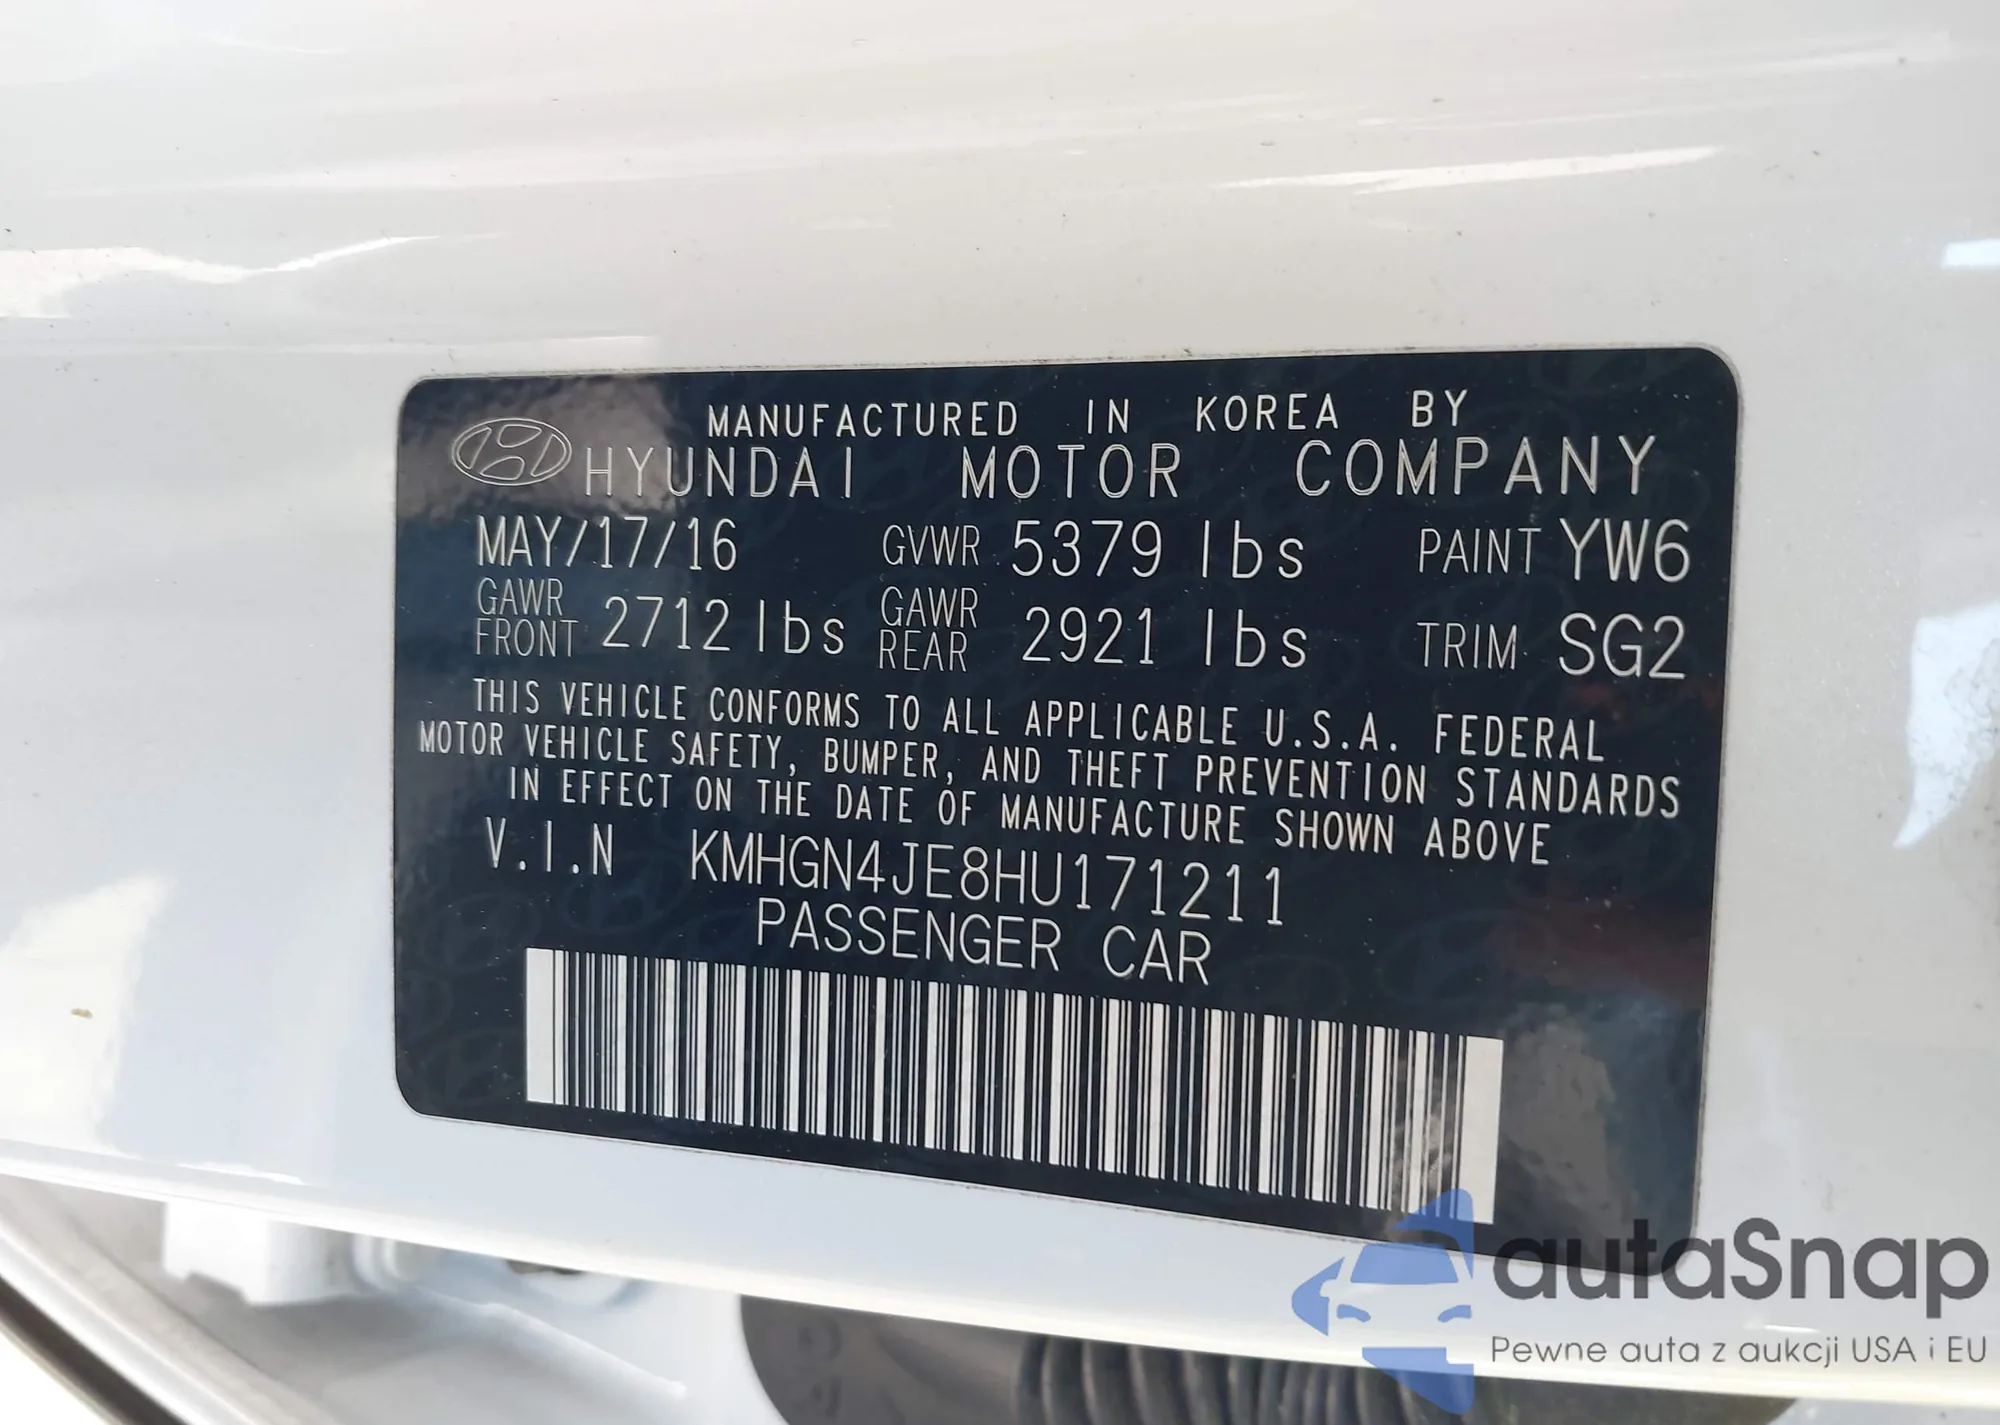 MANUFACTURED IN KOREA BY
HYUNDAI MOTOR COMPANY
MAY/17/16 GVWR 5379 lbs PAINT YW6
GAWR FRONT 2712 lbs GAWR REAR 2921 lbs TRIM SG2
THIS VEHICLE CONFORMS TO ALL APPLICABLE U.S.A. FEDERAL
MOTOR VEHICLE SAFETY, BUMPER, AND THEFT PREVENTION STANDARDS
IN EFFECT ON THE DATE OF MANUFACTURE SHOWN ABOVE
V.I.N KMHGN4JE8HU171211
PASSENGER CAR
autaSnap
Pewne auta z aukcji USA i EU